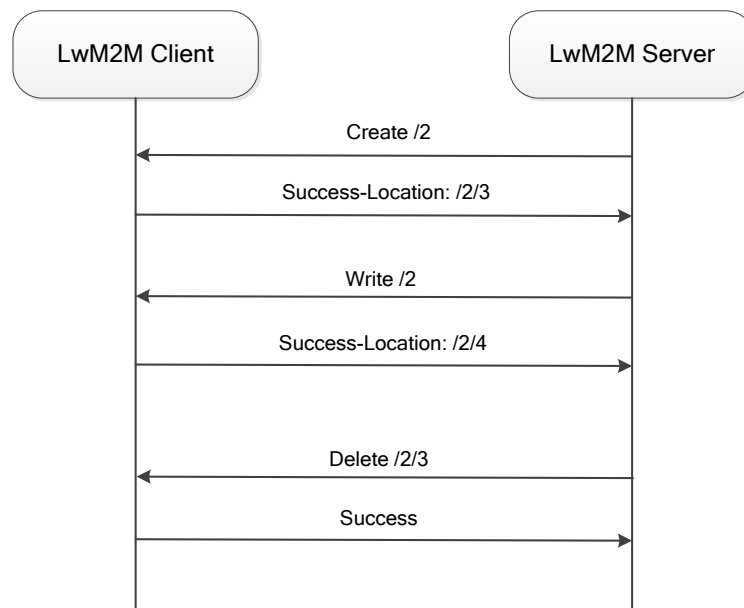 LwM2M Client
LwM2M Server
Create /2
Success-Location: /2/3
Write /2
Success-Location: /2/4
Delete /2/3
Success